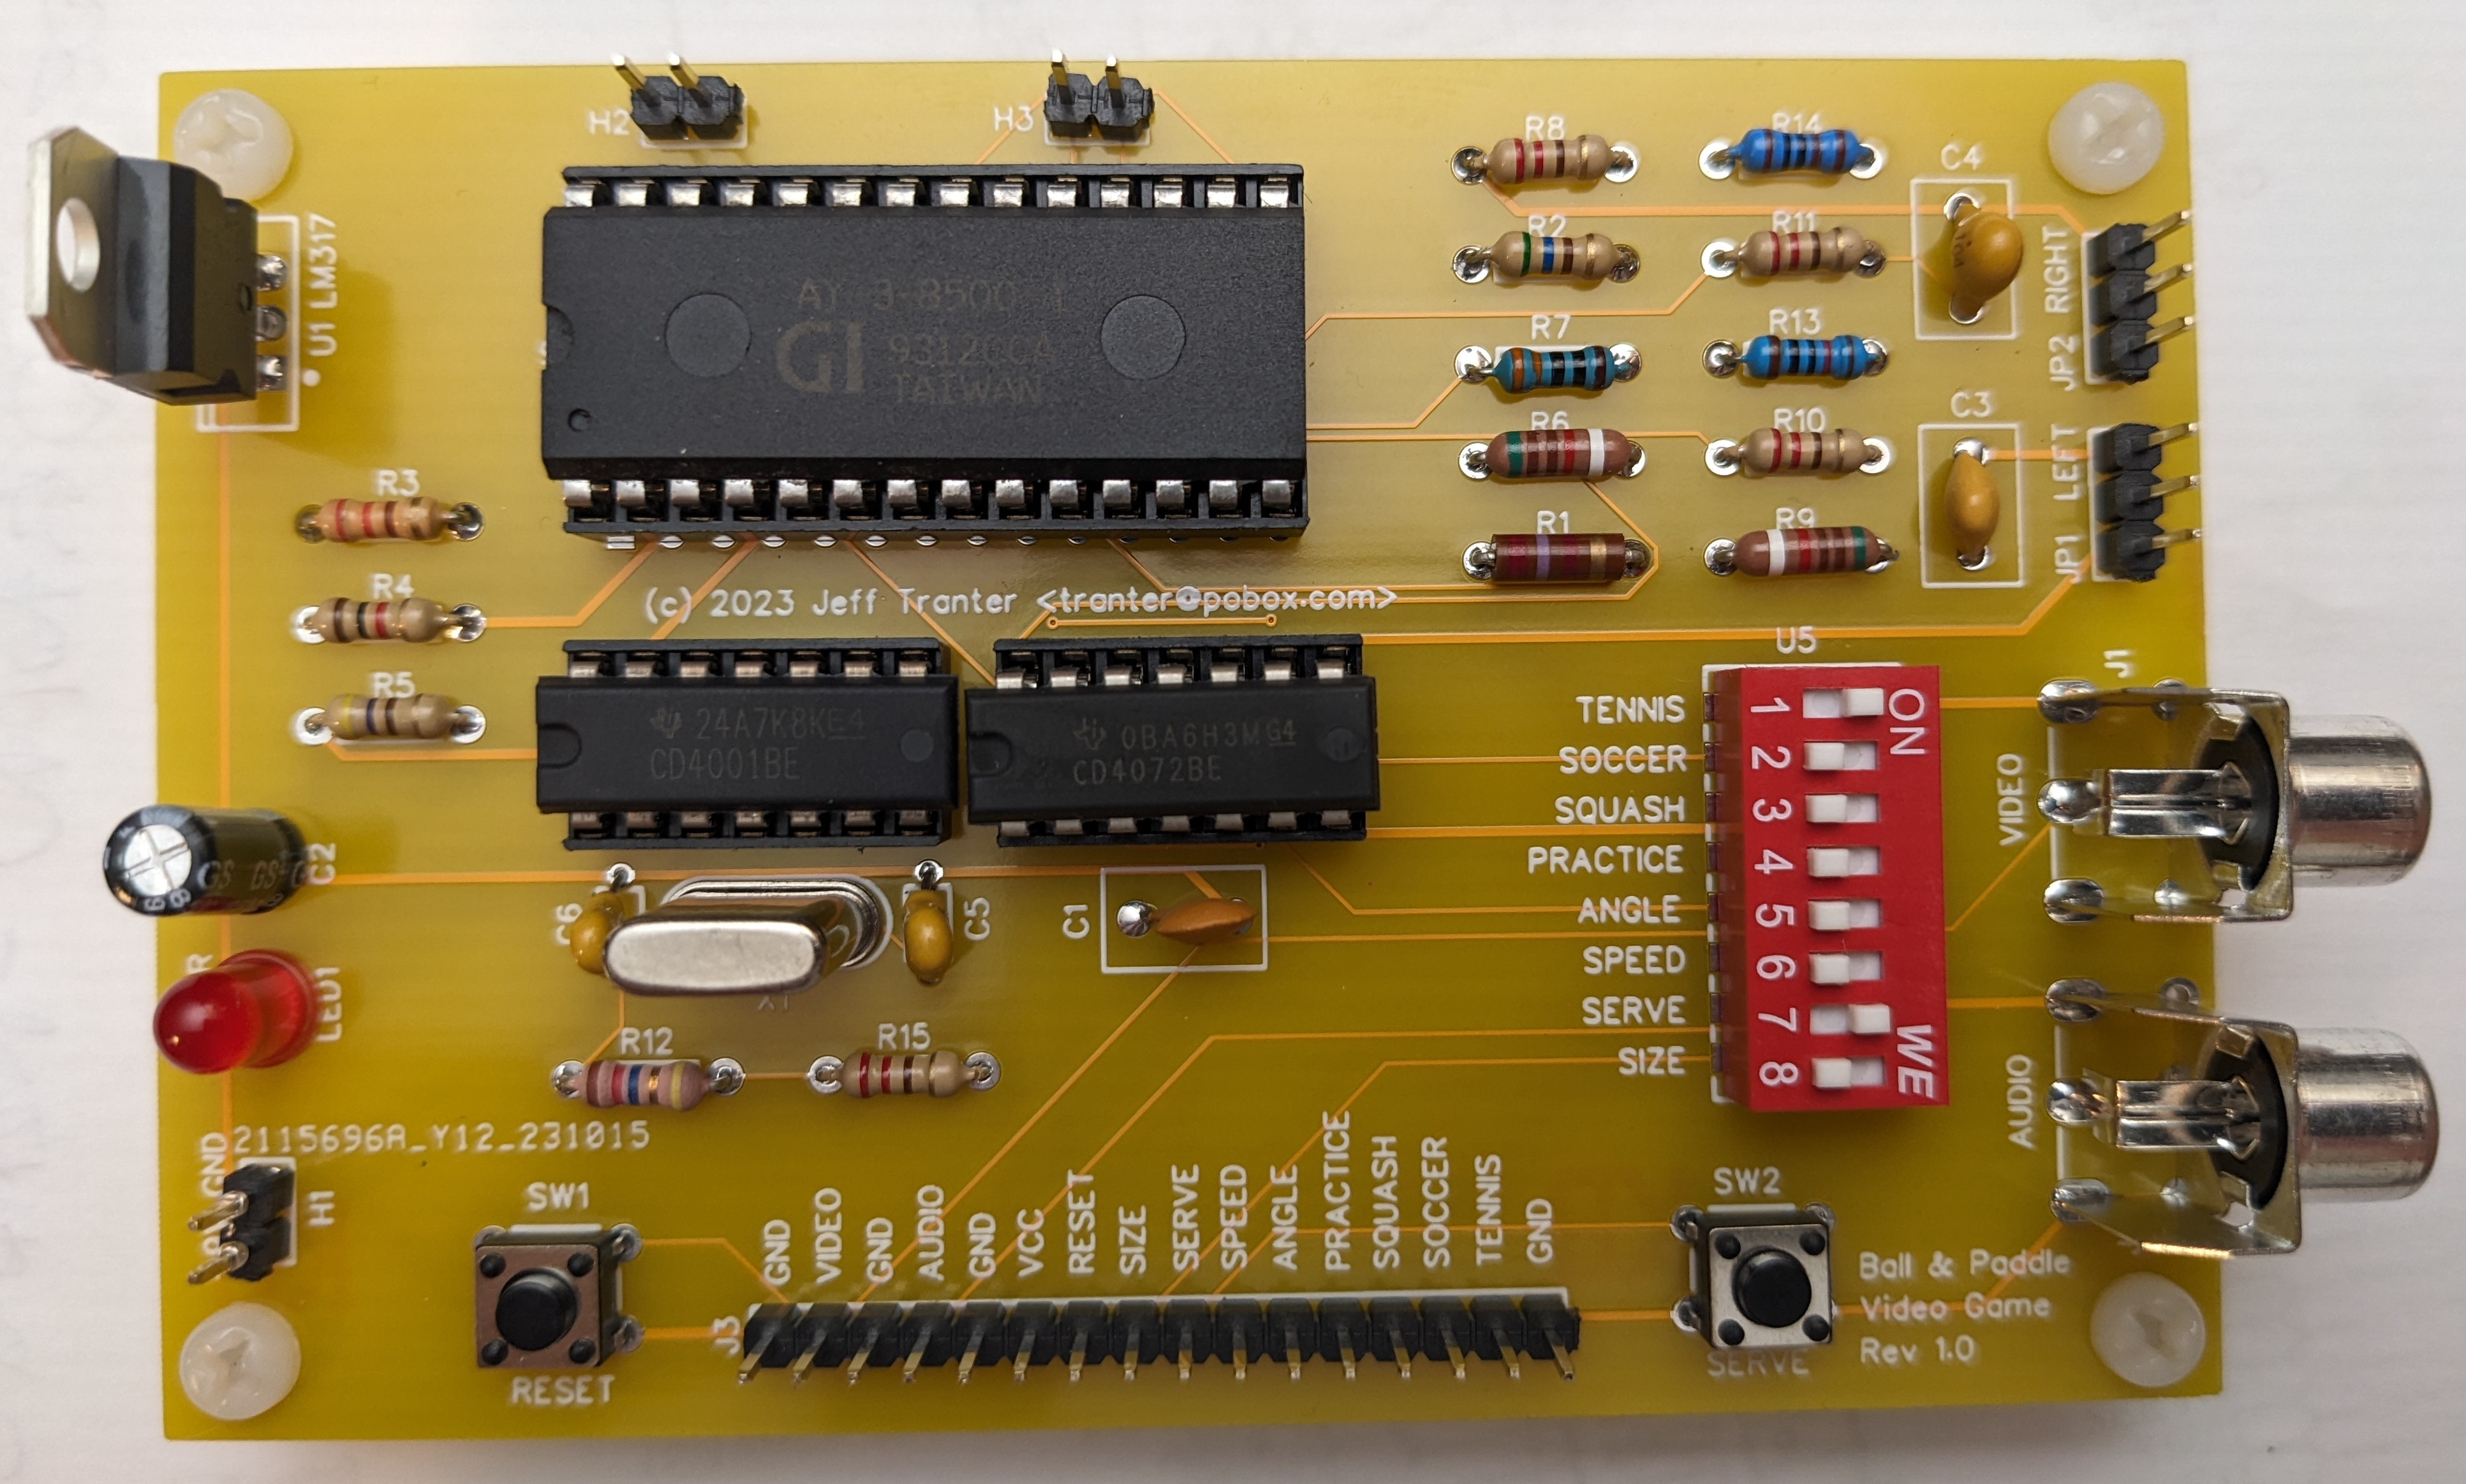 H2
H3
R8
R14
C4
U1 LM317
R2
R11
JP2 RIGHT
AY 3-8500 1
GI 9312CCA
TAIWAN
R7
R13
R3
R6
R10
C3
R4
R1
R9
JP1 LEFT
(c) 2023 Jeff Tranter <tranter@pobox.com>
R5
24A7K8KE4
CD4001BE
0BA6H3MG4
CD4072BE
U5
J1
TENNIS
SOCCER
SQUASH
PRACTICE
ANGLE
SPEED
SERVE
SIZE
ON
1
2
3
4
5
6
7
8
WE
VIDEO
AUDIO
C2
GS GS
C6
C5
C1
X1
LED1
R12
R15
2115696A_Y12_231015
GND
H1
SW1
RESET
J3
GND
VIDEO
GND
AUDIO
GND
VCC
RESET
SIZE
SERVE
SPEED
ANGLE
PRACTICE
SQUASH
SOCCER
TENNIS
GND
SW2
SERVE
Ball & Paddle
Video Game
Rev 1.0